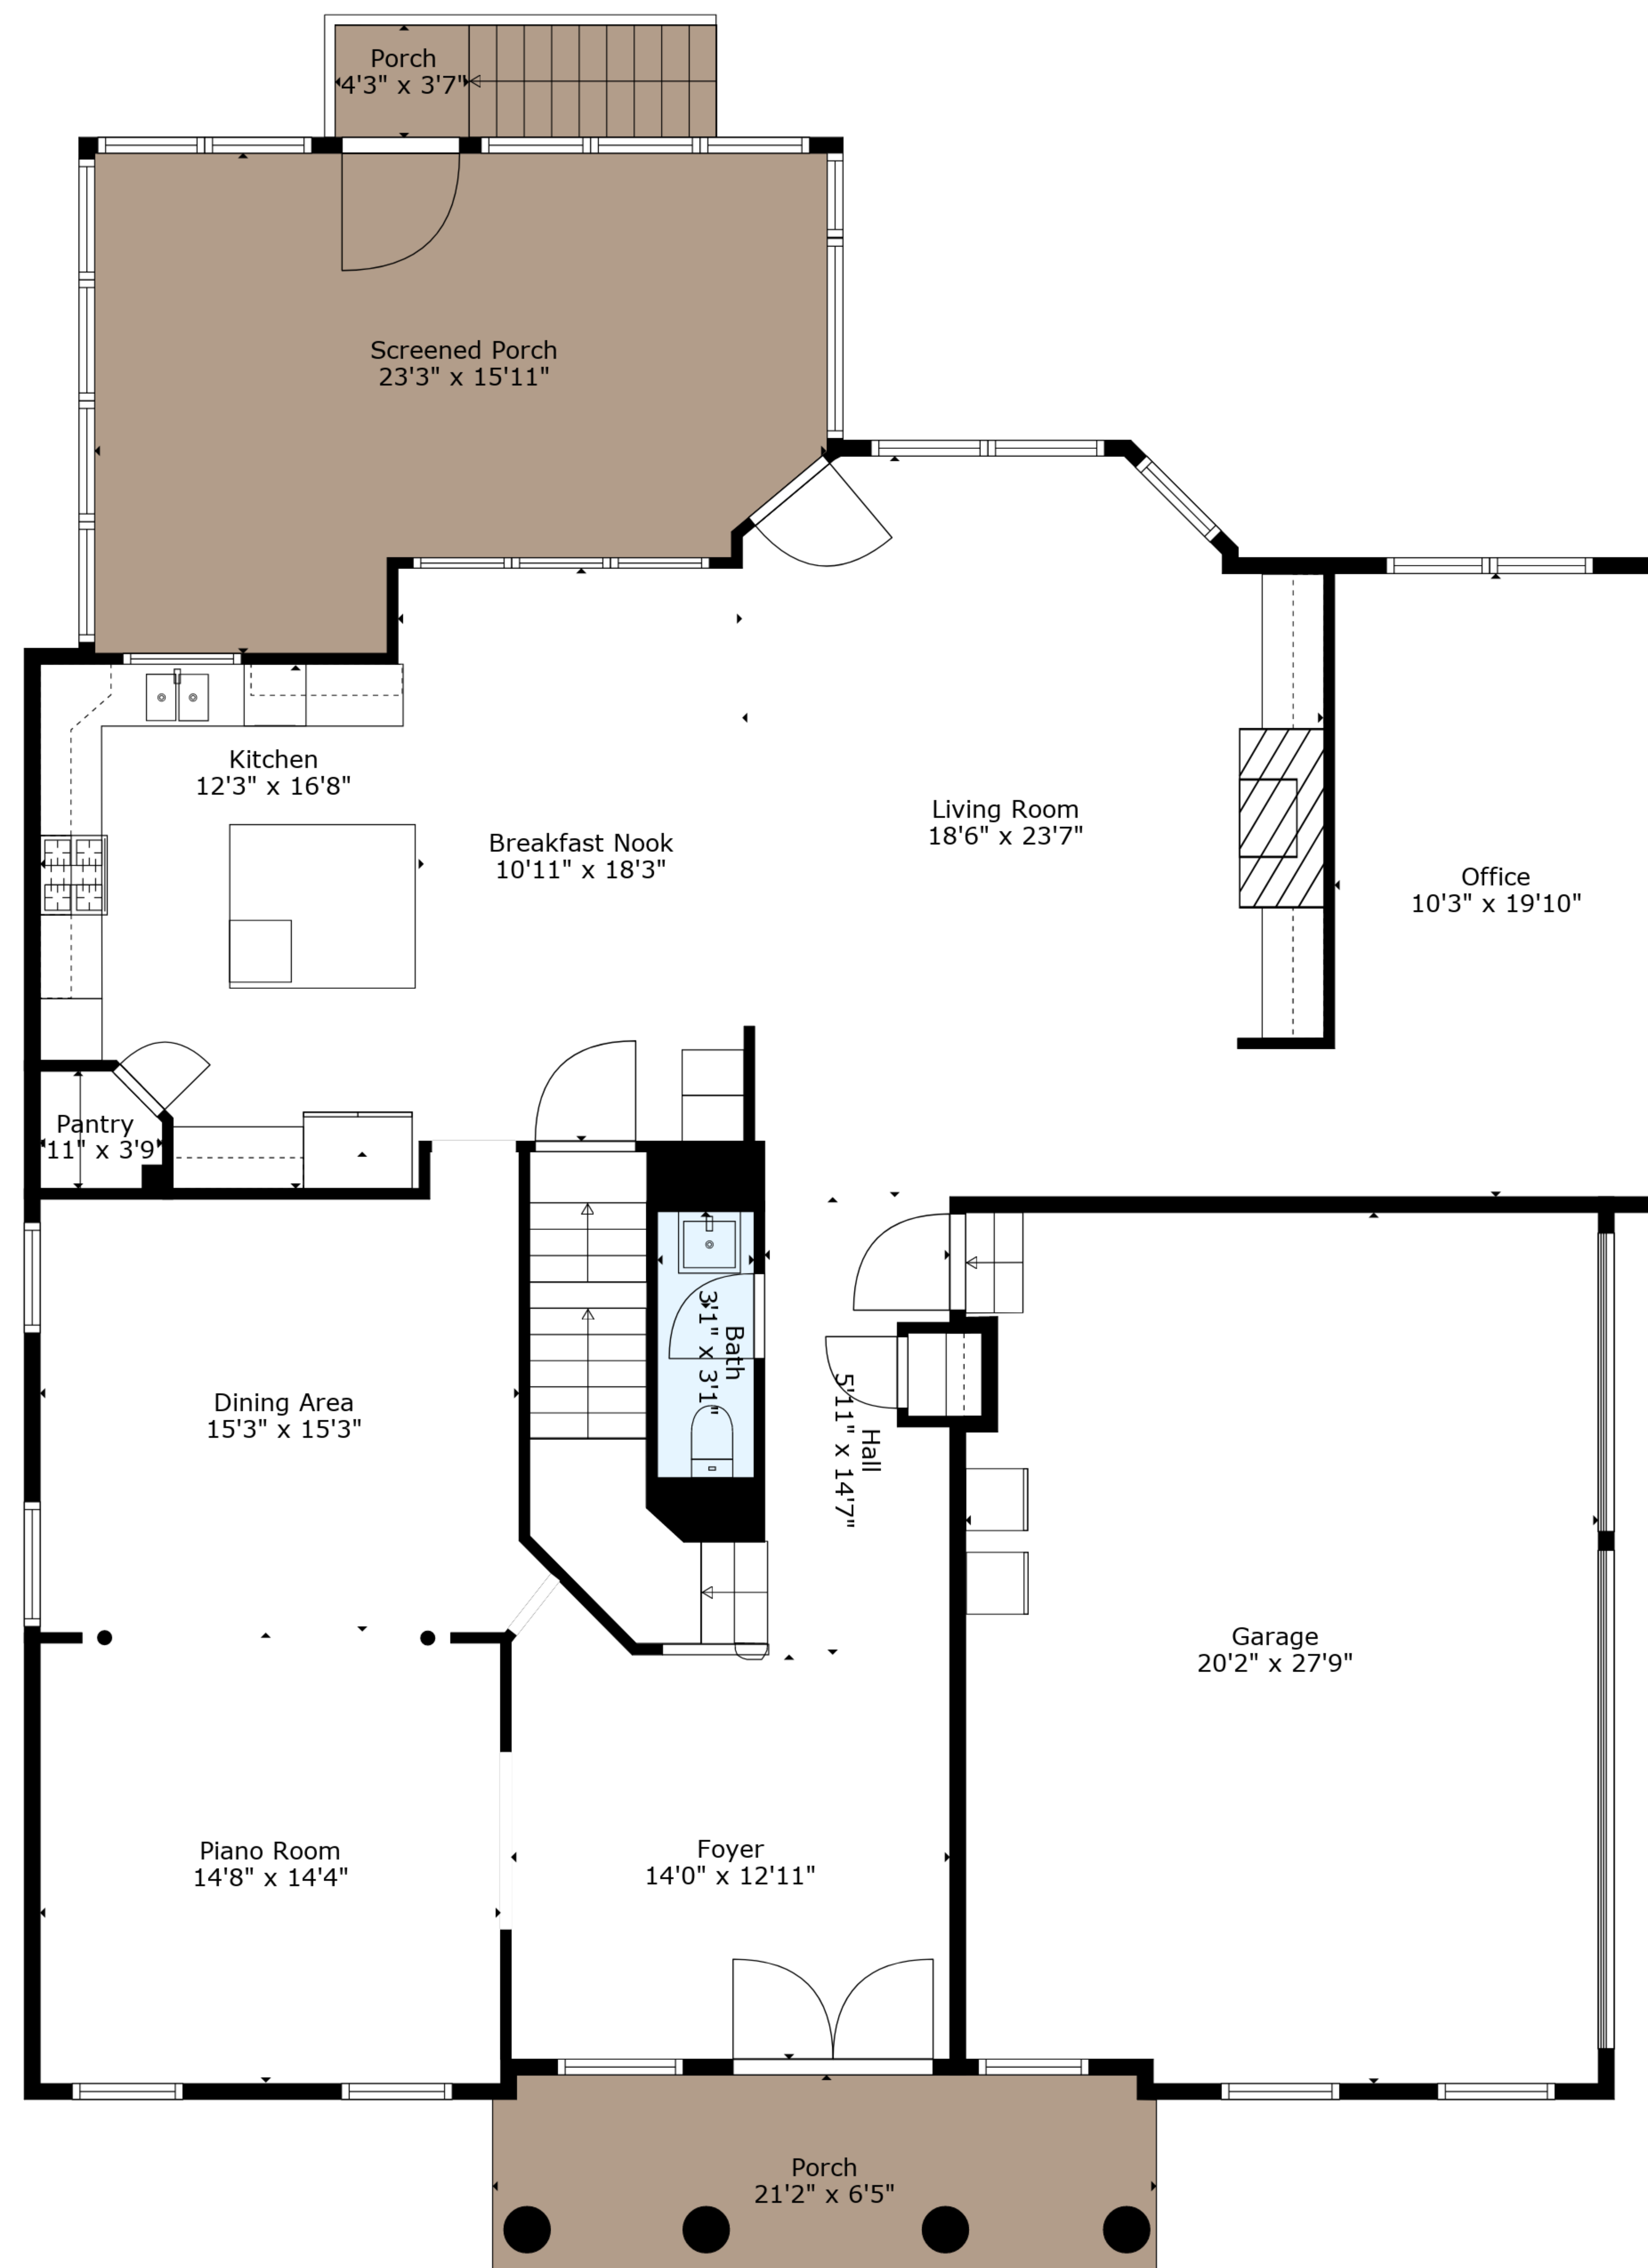 Porch
4'3" x 3'7"
Screened Porch
23'3" x 15'11"
Kitchen
12'3" x 16'8"
Breakfast Nook
10'11" x 18'3"
Living Room
18'6" x 23'7"
Office
10'3" x 19'10"
Pantry
11" x 3'9
Bath
3'1" x 3'1"
Hall
5'11" x 14'7"
Dining Area
15'3" x 15'3"
Garage
20'2" x 27'9"
Piano Room
14'8" x 14'4"
Foyer
14'0" x 12'11"
Porch
21'2" x 6'5"